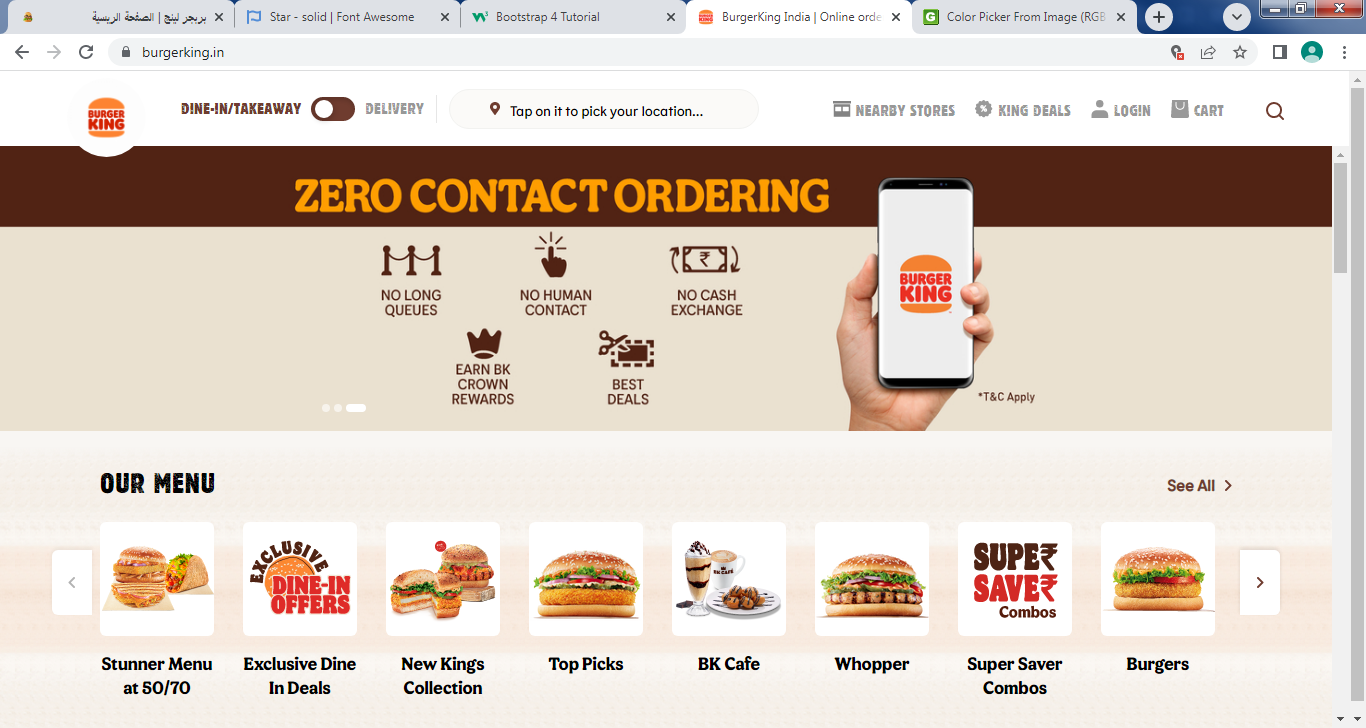 بريجر لينج | الصفحة الريسية
Star - solid | Font Awesome
Bootstrap 4 Tutorial
BurgerKing India | Online orde
Color Picker From Image (RGB
burgerking.in
BURGER
KING
DINE-IN/TAKEAWAY
DELIVERY
Tap on it to pick your location...
NEARBY STORES
KING DEALS
LOGIN
CART
ZERO CONTACT ORDERING
NO LONG
QUEUES
NO HUMAN
CONTACT
NO CASH
EXCHANGE
EARN BK
CROWN
REWARDS
BEST
DEALS
BURGER
KING
*T&C Apply
OUR MENU
See All
EXCLUSIVE
DINE-IN
OFFERS
BK CAFE
SUPE₹
SAVE₹
Combos
Stunner Menu
at 50/70
Exclusive Dine
In Deals
New Kings
Collection
Top Picks
BK Cafe
Whopper
Super Saver
Combos
Burgers